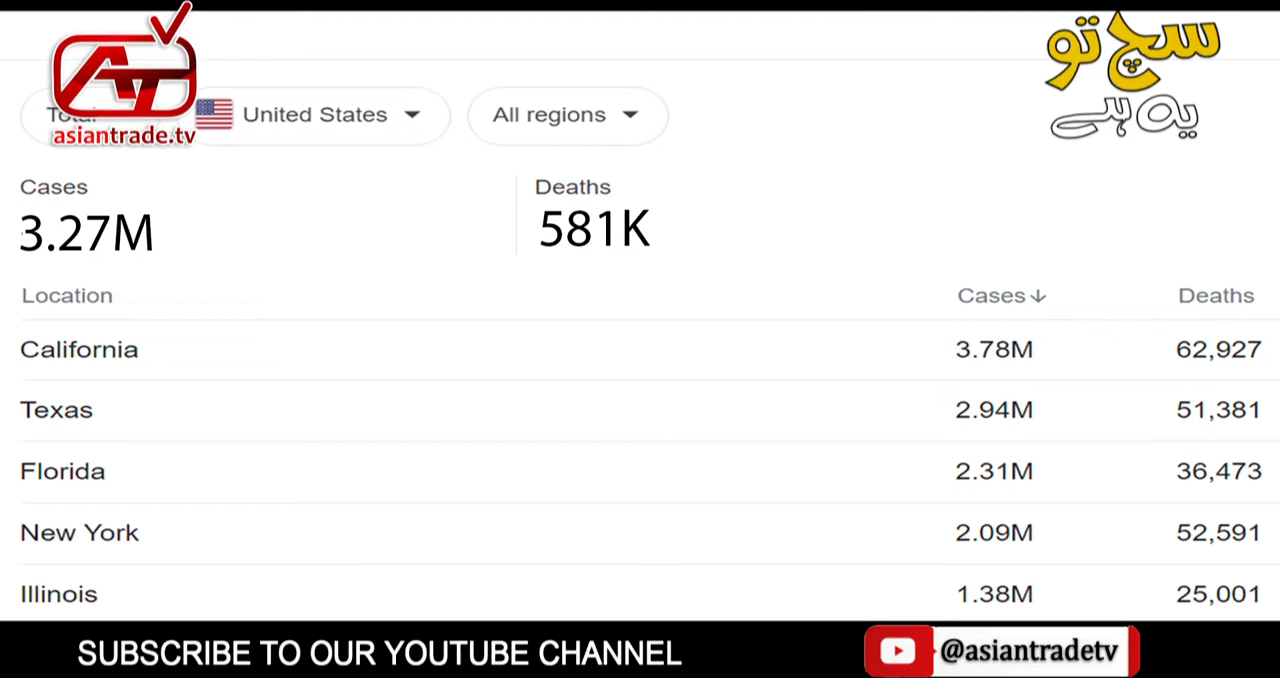 asiantrade.tv
سچ تو
یہ ہے
United States
All regions
Cases
3.27M
Deaths
581K
Location Cases↓ Deaths
California 3.78M 62,927
Texas 2.94M 51,381
Florida 2.31M 36,473
New York 2.09M 52,591
Illinois 1.38M 25,001
SUBSCRIBE TO OUR YOUTUBE CHANNEL
@asiantradetv